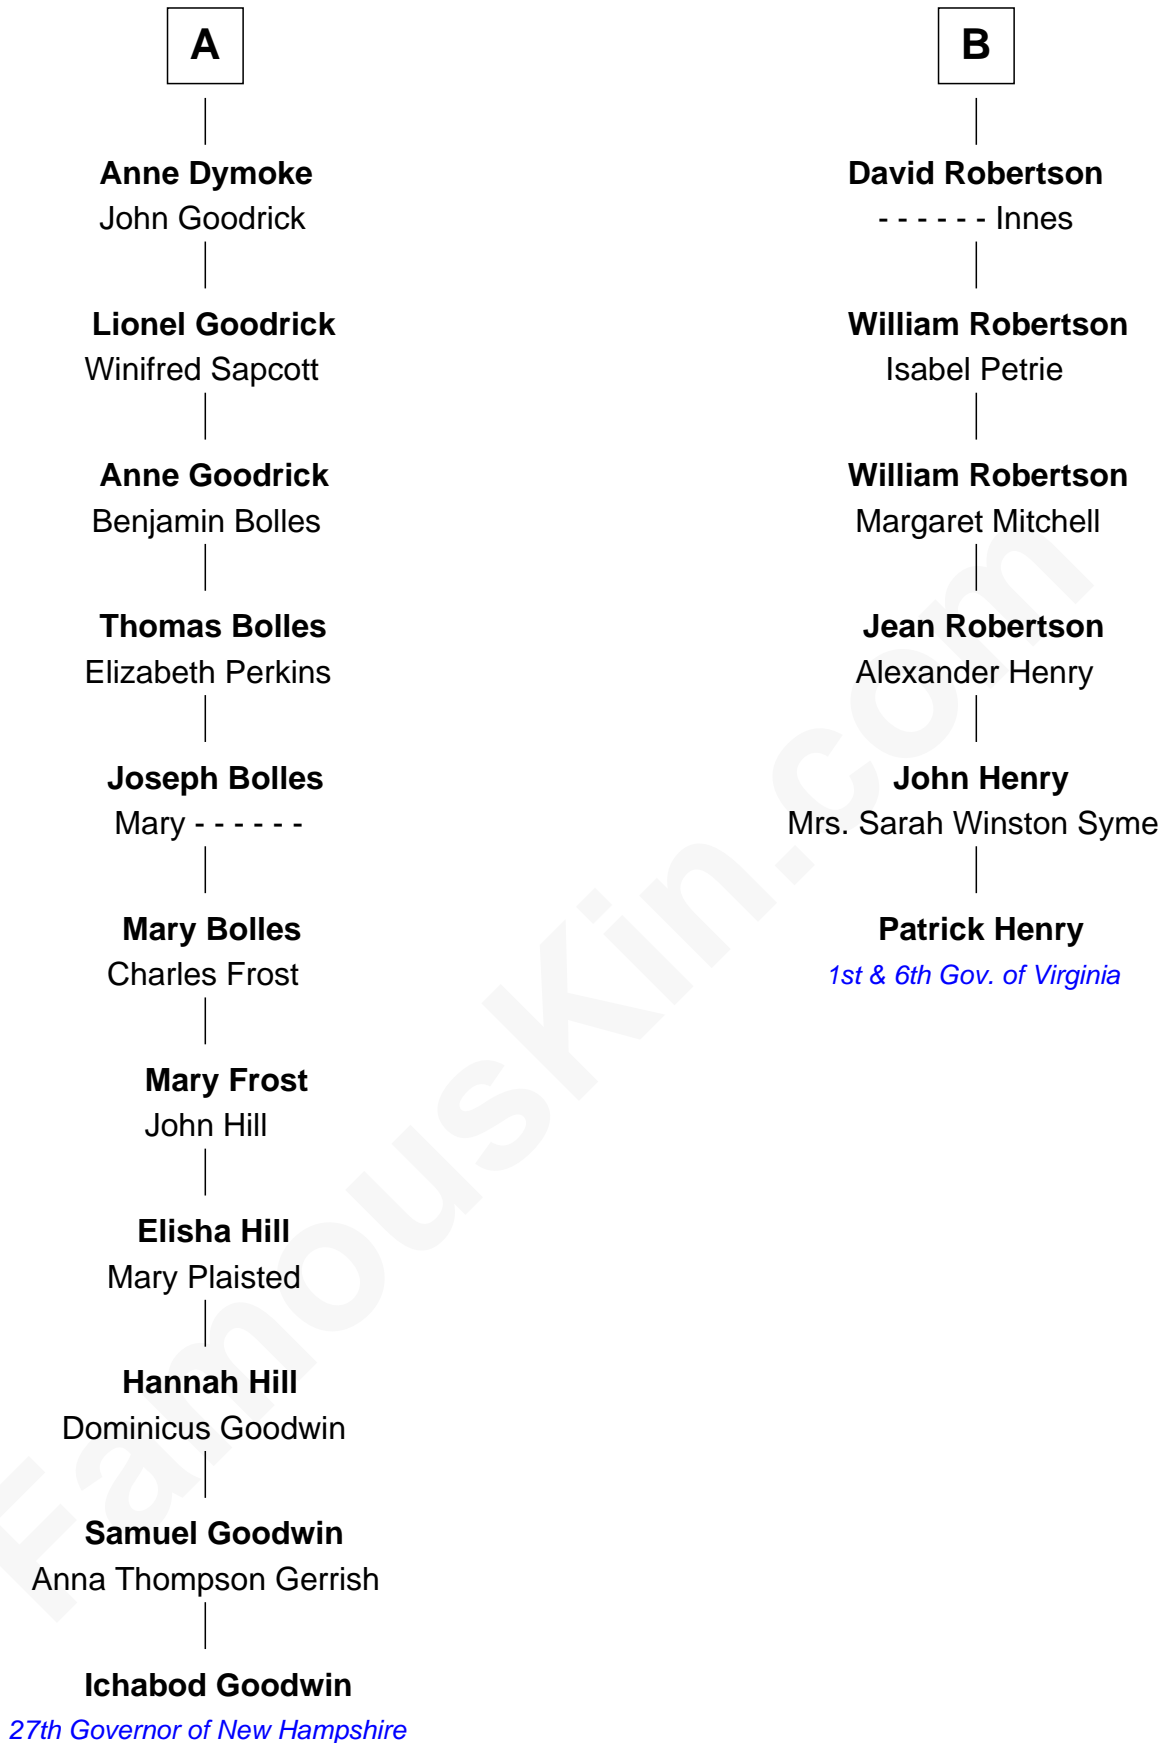 A
Anne Dymoke
John Goodrick
Lionel Goodrick
Winifred Sapcott
Anne Goodrick
Benjamin Bolles
Thomas Bolles
Elizabeth Perkins
Joseph Bolles
Mary - - - - - -
Mary Bolles
Charles Frost
Mary Frost
John Hill
Elisha Hill
Mary Plaisted
Hannah Hill
Dominicus Goodwin
Samuel Goodwin
Anna Thompson Gerrish
Ichabod Goodwin
27th Governor of New Hampshire
B
David Robertson
- - - - - - Innes
William Robertson
Isabel Petrie
William Robertson
Margaret Mitchell
Jean Robertson
Alexander Henry
John Henry
Mrs. Sarah Winston Syme
Patrick Henry
1st & 6th Gov. of Virginia
FamousKin.com